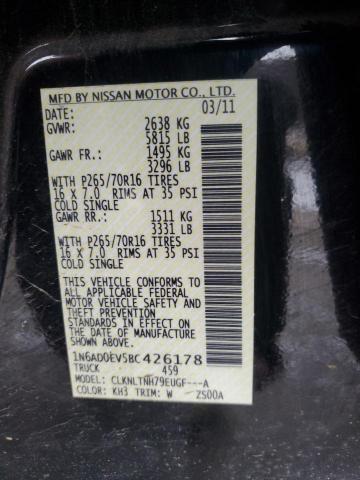 MFD BY NISSAN MOTOR CO., LTD.
DATE: 03/11
GVWR: 2638 KG
5815 LB
GAWR FR.: 1495 KG
3296 LB
WITH P265/70R16 TIRES
16 x 7.0 RIMS AT 35 PSI
COLD SINGLE
GAWR RR.: 1511 KG
3331 LB
WITH P265/70R16 TIRES
16 x 7.0 RIMS AT 35 PSI
COLD SINGLE
THIS VEHICLE CONFORMS TO
ALL APPLICABLE FEDERAL
MOTOR VEHICLE SAFETY AND
THEFT PREVENTION
STANDARDS IN EFFECT ON
THE DATE OF MANUFACTURE
SHOWN ABOVE.
1N6AD0EV5BC426178
TRUCK 459
MODEL: CLKNLTNH79EUGF---A
COLOR: KH3 TRIM: W ZS00A